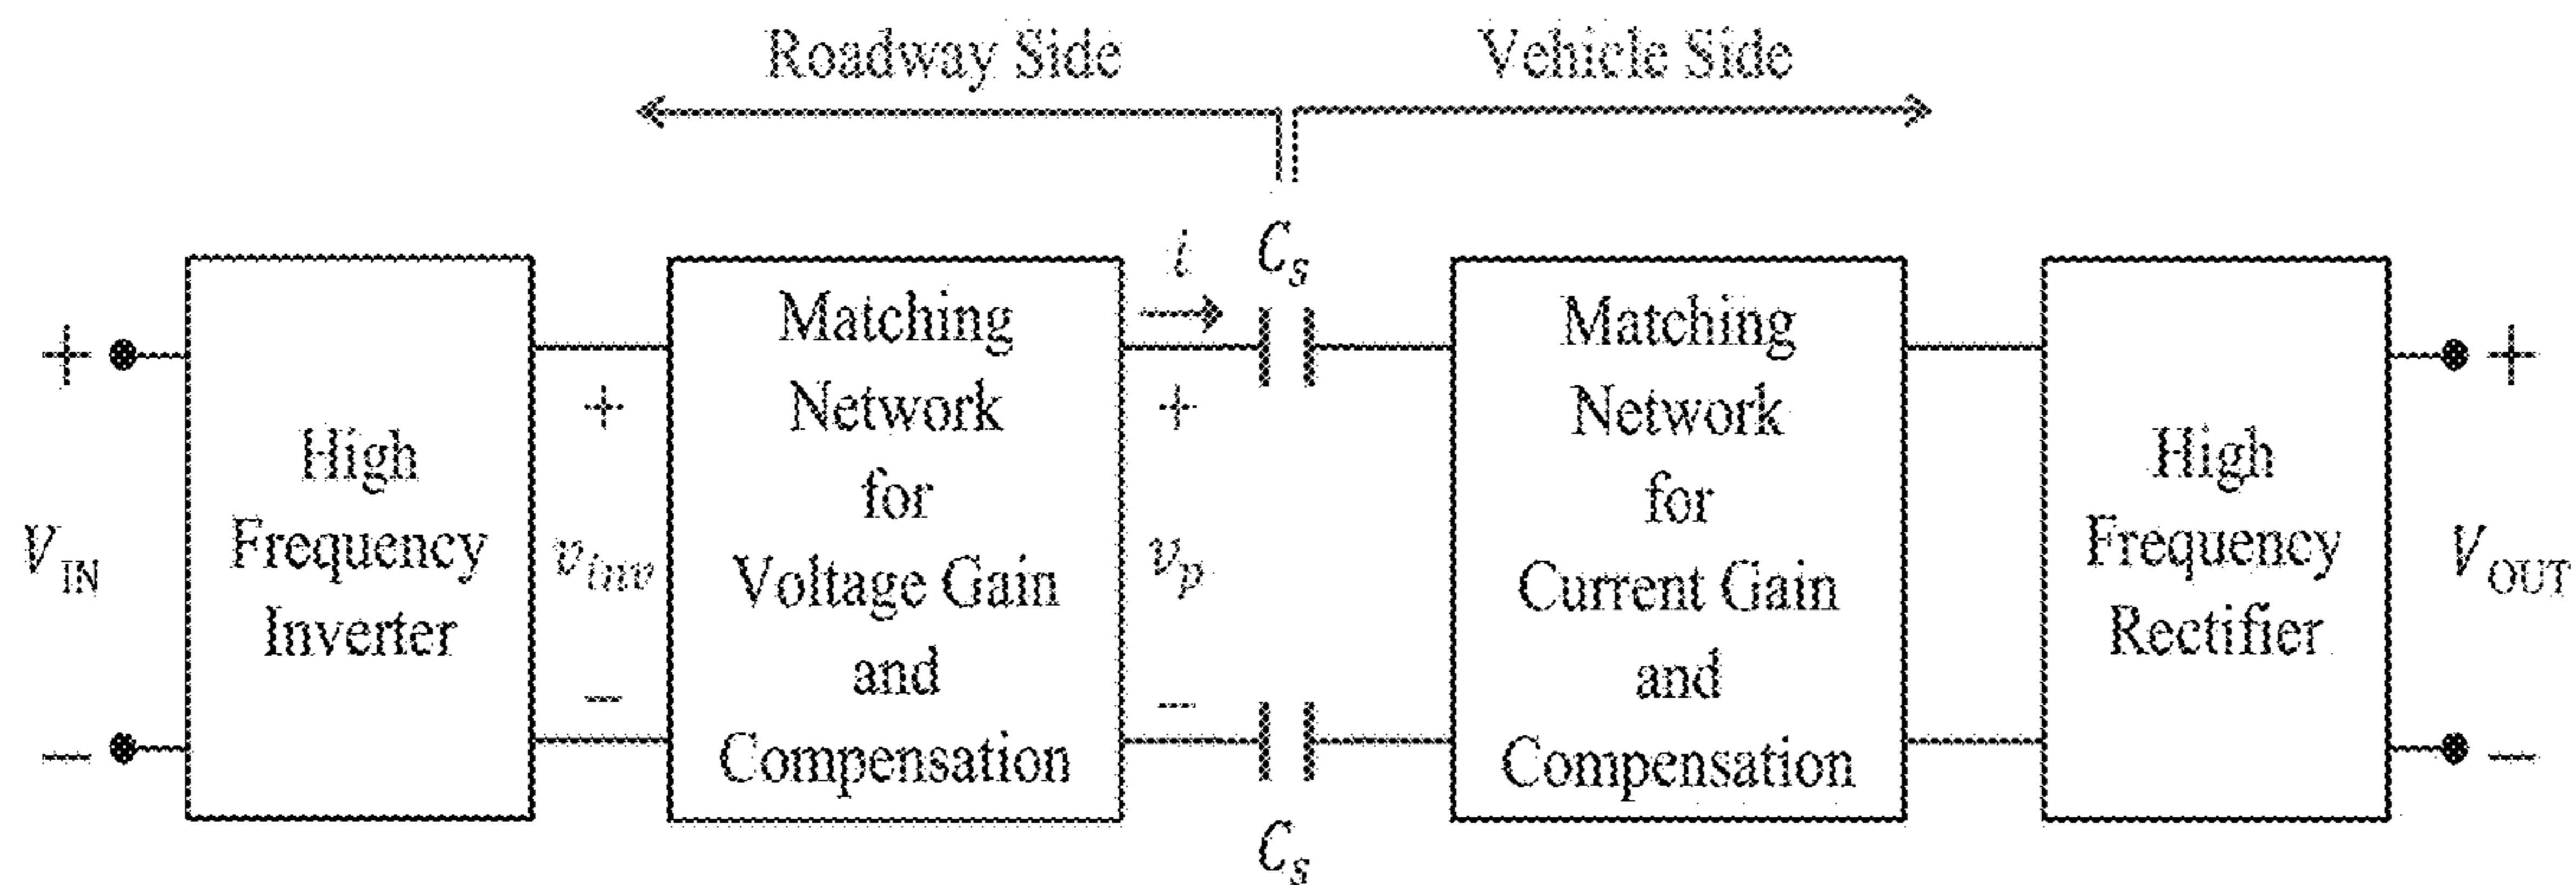 Roadway Side
Vehicle Side
i
C_s
+
High
Frequency
Inverter
V_IN
−
+
v_inv
−
Matching
Network
for
Voltage Gain
and
Compensation
+
v_p
−
C_s
Matching
Network
for
Current Gain
and
Compensation
High
Frequency
Rectifier
+
V_OUT
−